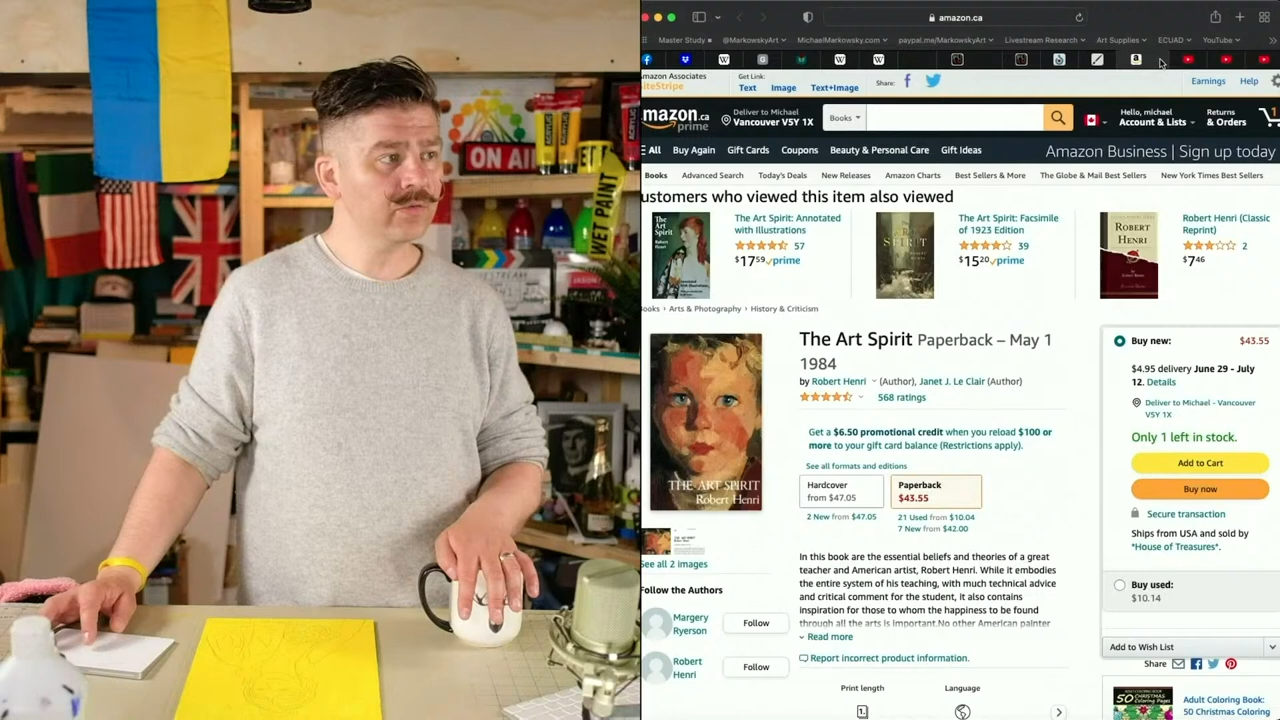 ON AIR
WET PAINT
ACRYLIC
amazon.ca
Master Study
@MarkowskyArt
MichaelMarkowsky.com
paypal.me/MarkowskyArt
Livestream Research
Art Supplies
ECUAD
YouTube
Amazon Associates
SiteStripe
Get Link:
Text
Image
Text+Image
Share:
Earnings
Help
amazon.ca
prime
Deliver to Michael
Vancouver V5Y 1X
Books
Hello, michael
Account & Lists
Returns
& Orders
All
Buy Again
Gift Cards
Coupons
Beauty & Personal Care
Gift Ideas
Amazon Business | Sign up today
Books
Advanced Search
Today's Deals
New Releases
Amazon Charts
Best Sellers & More
The Globe & Mail Best Sellers
New York Times Best Sellers
ustomers who viewed this item also viewed
The Art Spirit: Annotated
with Illustrations
57
$17 59 prime
The Art Spirit: Facsimile
of 1923 Edition
39
$15 20 prime
ROBERT
HENRI
Robert Henri (Classic
Reprint)
2
$7 46
ooks › Arts & Photography › History & Criticism
THE ART SPIRIT
Robert Henri
See all 2 images
Follow the Authors
Margery
Ryerson
Follow
Robert
Henri
Follow
The Art Spirit Paperback – May 1
1984
by Robert Henri (Author), Janet J. Le Clair (Author)
568 ratings
Get a $6.50 promotional credit when you reload $100 or
more to your gift card balance (Restrictions apply).
See all formats and editions
Hardcover
from $47.05
Paperback
$43.55
2 New from $47.05
21 Used from $10.04
7 New from $42.00
In this book are the essential beliefs and theories of a great
teacher and American artist, Robert Henri. While it embodies
the entire system of his teaching, with much technical advice
and critical comment for the student, it also contains
inspiration for those to whom the happiness to be found
through all the arts is important.No other American painter
Read more
Report incorrect product information.
Print length
Language
Buy new:
$43.55
$4.95 delivery June 29 - July
12. Details
Deliver to Michael - Vancouver
V5Y 1X
Only 1 left in stock.
Add to Cart
Buy now
Secure transaction
Ships from USA and sold by
"House of Treasures".
Buy used:
$10.14
Add to Wish List
Share
50 CHRISTMAS
Coloring Pages
Adult Coloring Book:
50 Christmas Coloring